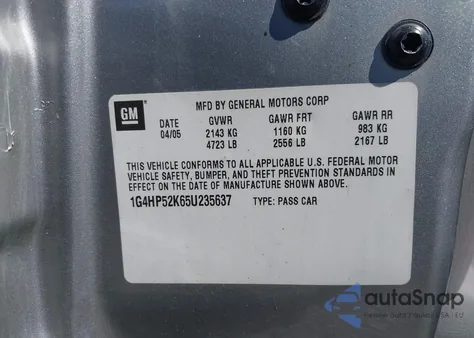 GM
MFD BY GENERAL MOTORS CORP
DATE GVWR GAWR FRT GAWR RR
04/05 2143 KG 1160 KG 983 KG
4723 LB 2556 LB 2167 LB
THIS VEHICLE CONFORMS TO ALL APPLICABLE U.S. FEDERAL MOTOR
VEHICLE SAFETY, BUMPER, AND THEFT PREVENTION STANDARDS IN
EFFECT ON THE DATE OF MANUFACTURE SHOWN ABOVE.
1G4HP52K65U235637 TYPE: PASS CAR
autoSnap